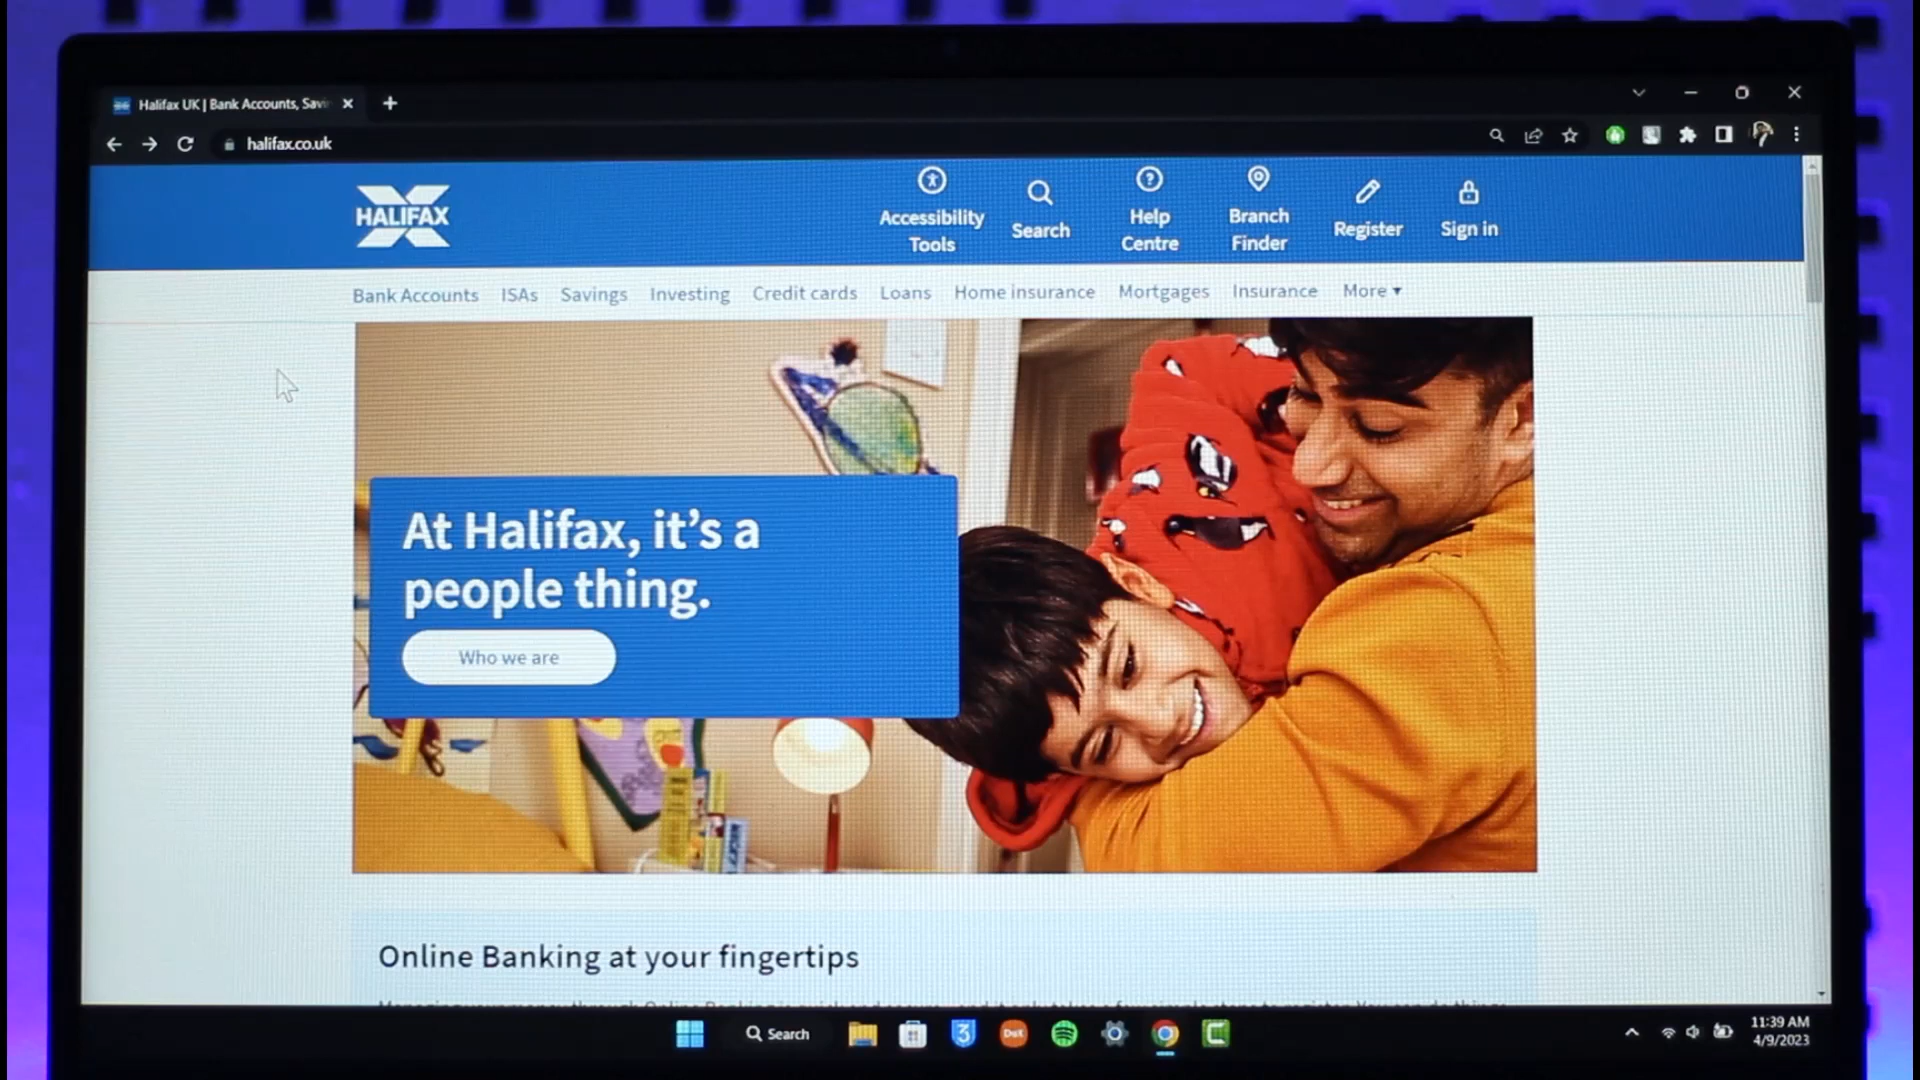 Halifax UK | Bank Accounts, Savi
halifax.co.uk
HALIFAX
Accessibility
Tools
Search
Help
Centre
Branch
Finder
Register
Sign in
Bank Accounts ISAs Savings Investing Credit cards Loans Home insurance Mortgages Insurance More
At Halifax, it's a
people thing.
Who we are
Online Banking at your fingertips
Search
3
11:39 AM
4/9/2023